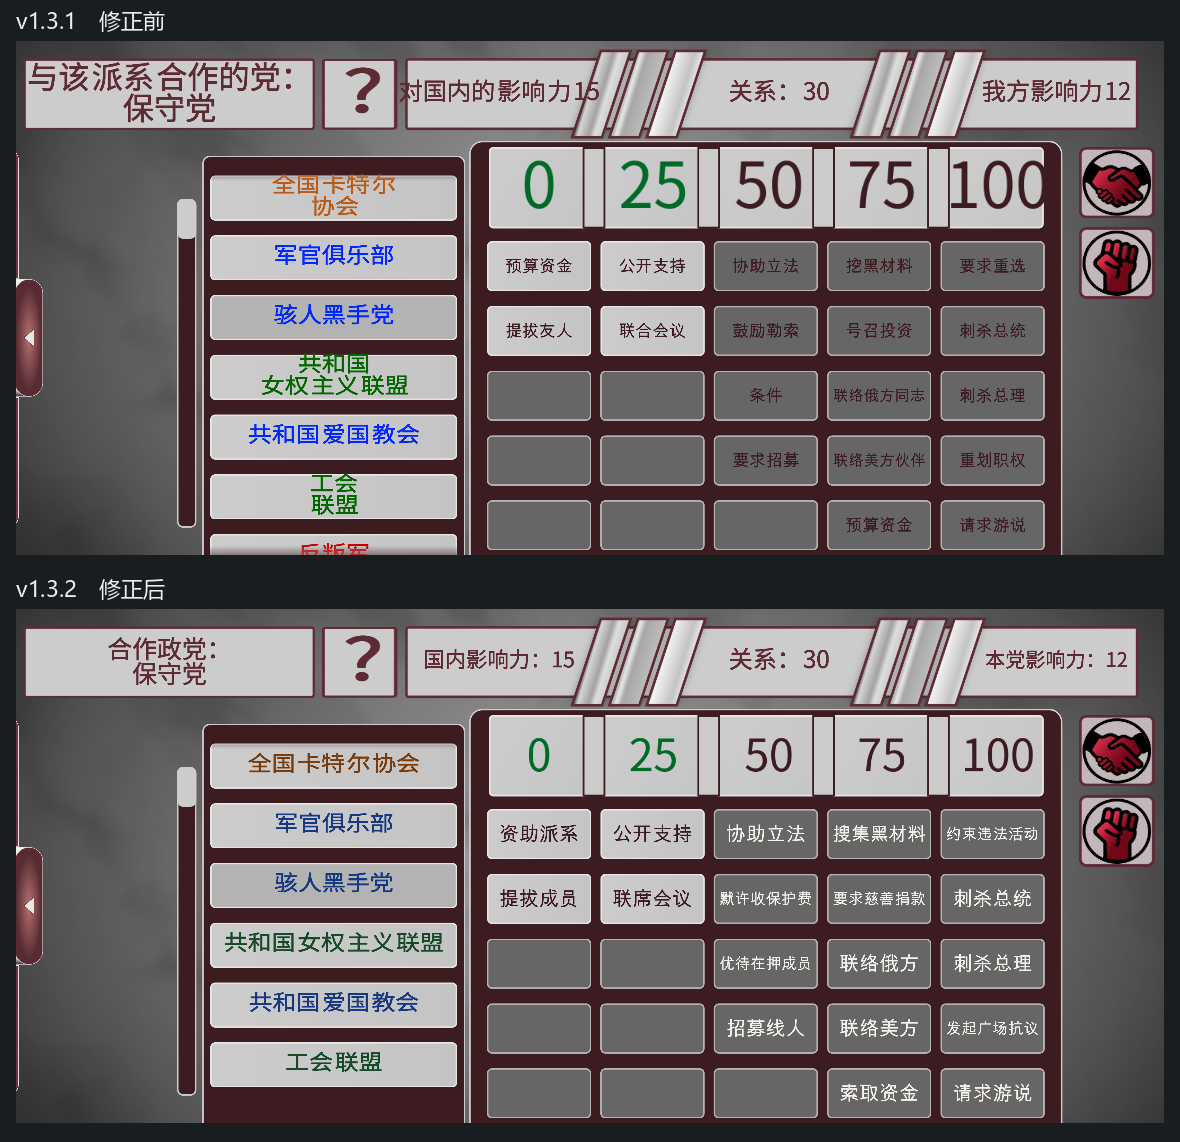 v1.3.1 修正前
与该派系合作的党：
保守党
?
对国内的影响力15
关系：30
我方影响力12
0 25 50 75 100
全国卡特尔
协会
军官俱乐部
骇人黑手党
共和国
女权主义联盟
共和国爱国教会
工会
联盟
反叛军
预算资金 公开支持 协助立法 挖黑材料 要求重选
提拔友人 联合会议 鼓励勒索 号召投资 刺杀总统
条件 联络俄方同志 刺杀总理
要求招募 联络美方伙伴 重划职权
预算资金 请求游说
v1.3.2 修正后
合作政党：
保守党
?
国内影响力：15
关系：30
本党影响力：12
0 25 50 75 100
全国卡特尔协会
军官俱乐部
骇人黑手党
共和国女权主义联盟
共和国爱国教会
工会联盟
资助派系 公开支持 协助立法 搜集黑材料 约束违法活动
提拔成员 联席会议 默许收保护费 要求慈善捐款 刺杀总统
优待在押成员 联络俄方 刺杀总理
招募线人 联络美方 发起广场抗议
索取资金 请求游说